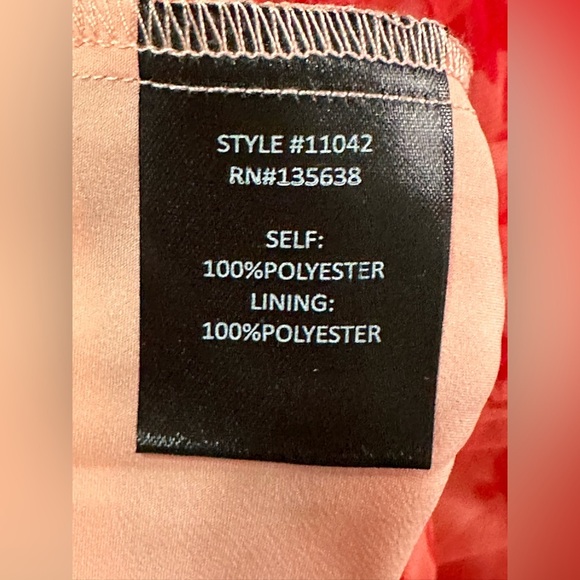 STYLE #11042
RN#135638
SELF:
100%POLYESTER
LINING:
100%POLYESTER